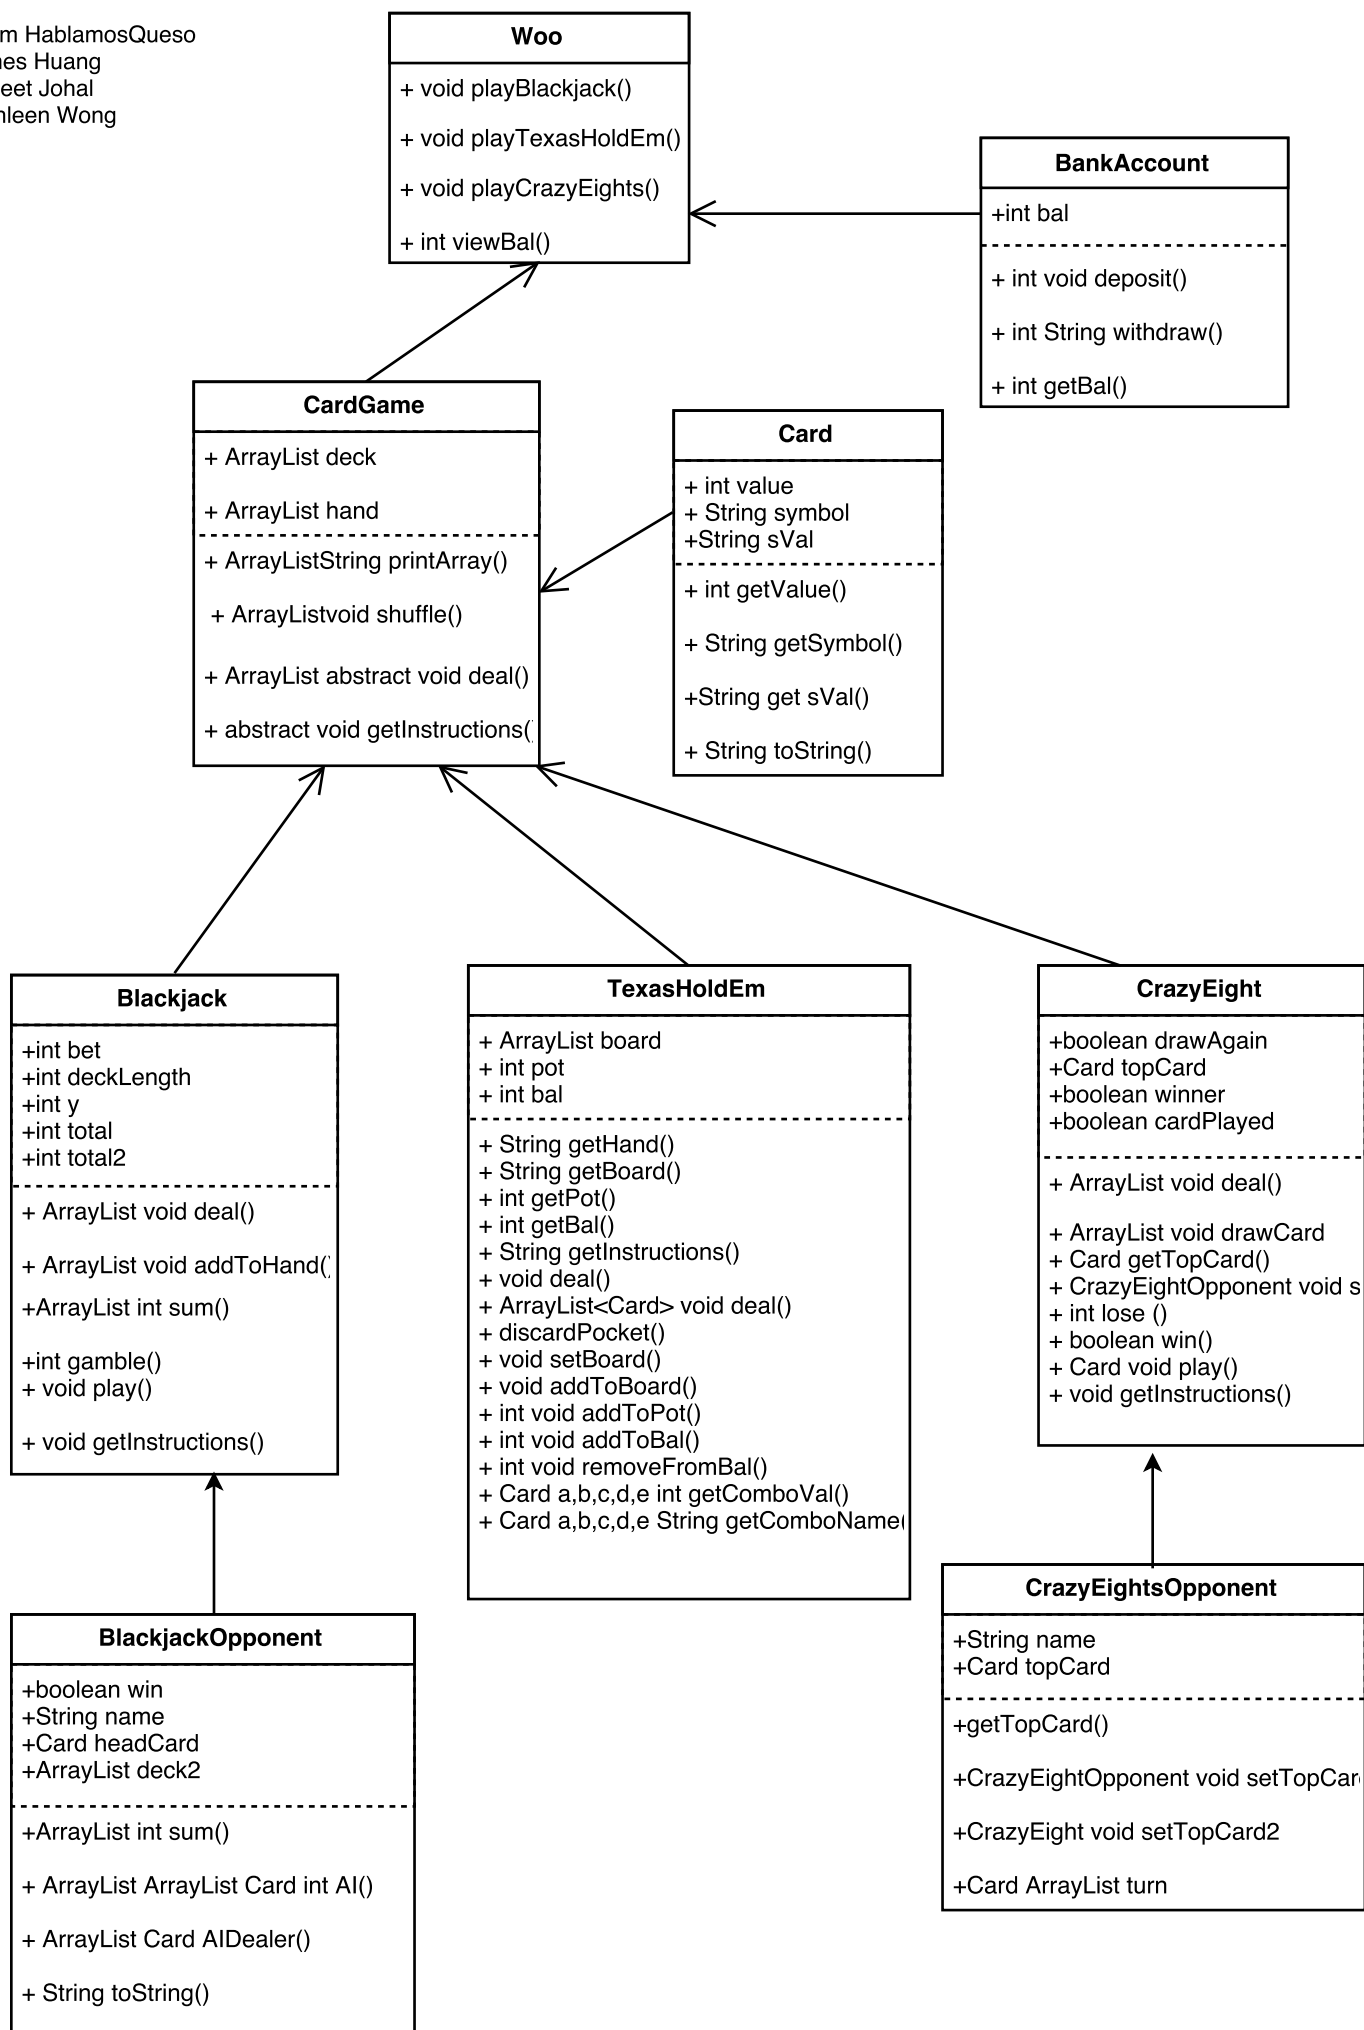 m HablamosQueso
nes Huang
eet Johal
nleen Wong
Woo
+ void playBlackjack()
+ void playTexasHoldEm()
+ void playCrazyEights()
+ int viewBal()
BankAccount
+int bal
+ int void deposit()
+ int String withdraw()
+ int getBal()
CardGame
+ ArrayList deck
+ ArrayList hand
+ ArrayListString printArray()
+ ArrayListvoid shuffle()
+ ArrayList abstract void deal()
+ abstract void getInstructions(
Card
+ int value
+ String symbol
+String sVal
+ int getValue()
+ String getSymbol()
+String get sVal()
+ String toString()
Blackjack
+int bet
+int deckLength
+int y
+int total
+int total2
+ ArrayList void deal()
+ ArrayList void addToHand()
+ArrayList int sum()
+int gamble()
+ void play()
+ void getInstructions()
TexasHoldEm
+ ArrayList board
+ int pot
+ int bal
+ String getHand()
+ String getBoard()
+ int getPot()
+ int getBal()
+ String getInstructions()
+ void deal()
+ ArrayList<Card> void deal()
+ discardPocket()
+ void setBoard()
+ void addToBoard()
+ int void addToPot()
+ int void addToBal()
+ int void removeFromBal()
+ Card a,b,c,d,e int getComboVal()
+ Card a,b,c,d,e String getComboName(
CrazyEight
+boolean drawAgain
+Card topCard
+boolean winner
+boolean cardPlayed
+ ArrayList void deal()
+ ArrayList void drawCard
+ Card getTopCard()
+ CrazyEightOpponent void s
+ int lose ()
+ boolean win()
+ Card void play()
+ void getInstructions()
BlackjackOpponent
+boolean win
+String name
+Card headCard
+ArrayList deck2
+ArrayList int sum()
+ ArrayList ArrayList Card int AI()
+ ArrayList Card AIDealer()
+ String toString()
CrazyEightsOpponent
+String name
+Card topCard
+getTopCard()
+CrazyEightOpponent void setTopCar
+CrazyEight void setTopCard2
+Card ArrayList turn